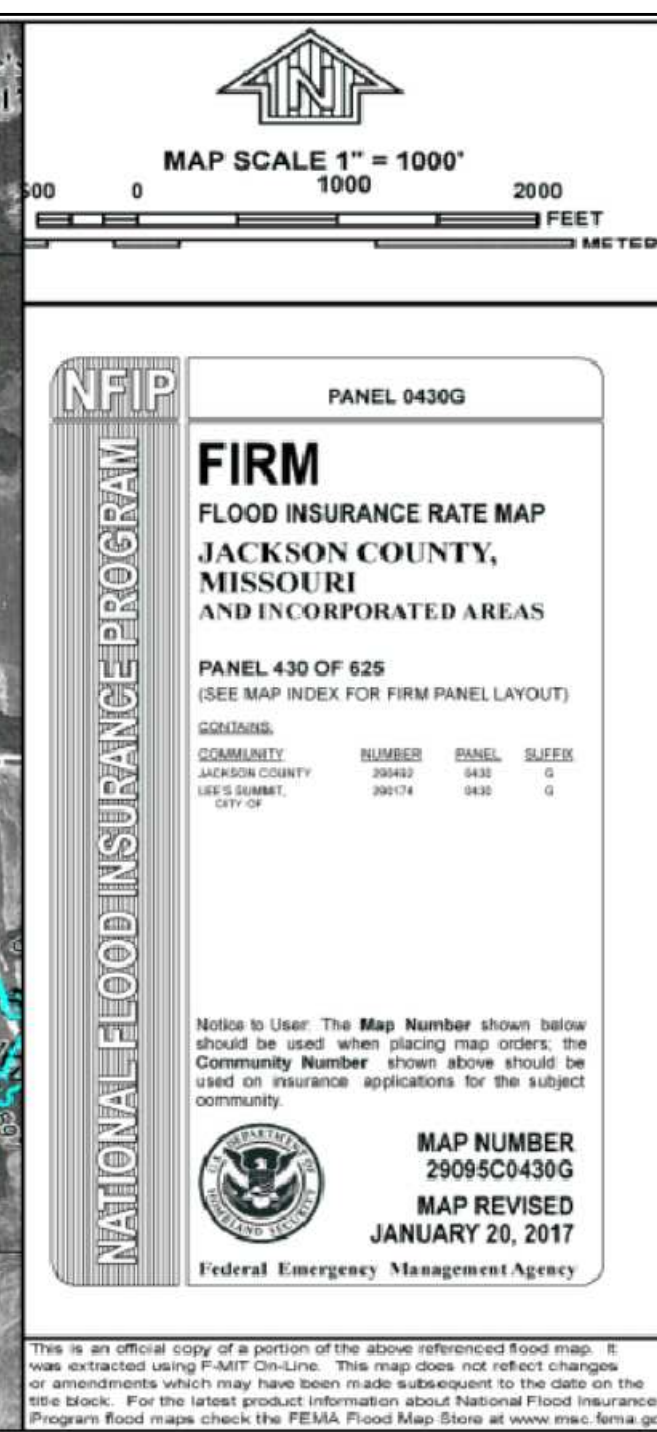 N
MAP SCALE 1" = 1000'
500 0 1000 2000
FEET
METER
NFIP
PANEL 0430G
NATIONAL FLOOD INSURANCE PROGRAM
FIRM
FLOOD INSURANCE RATE MAP
JACKSON COUNTY,
MISSOURI
AND INCORPORATED AREAS
PANEL 430 OF 625
(SEE MAP INDEX FOR FIRM PANEL LAYOUT)
CONTAINS:
COMMUNITY NUMBER PANEL SUFFIX
JACKSON COUNTY 290492 0430 G
LEE'S SUMMIT, 290174 0430 G
CITY OF
Notice to User: The Map Number shown below
should be used when placing map orders; the
Community Number shown above should be
used on insurance applications for the subject
community.
U.S. DEPARTMENT OF
HOMELAND SECURITY
MAP NUMBER
29095C0430G
MAP REVISED
JANUARY 20, 2017
Federal Emergency Management Agency
This is an official copy of a portion of the above referenced flood map. It
was extracted using F-MIT On-Line. This map does not reflect changes
or amendments which may have been made subsequent to the date on the
title block. For the latest product information about National Flood Insurance
Program flood maps check the FEMA Flood Map Store at www.msc.fema.go